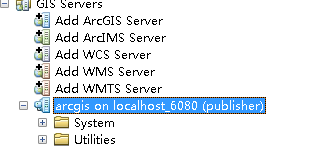 GIS Servers
Add ArcGIS Server
Add ArcIMS Server
Add WCS Server
Add WMS Server
Add WMTS Server
arcgis on localhost_6080 (publisher)
System
Utilities